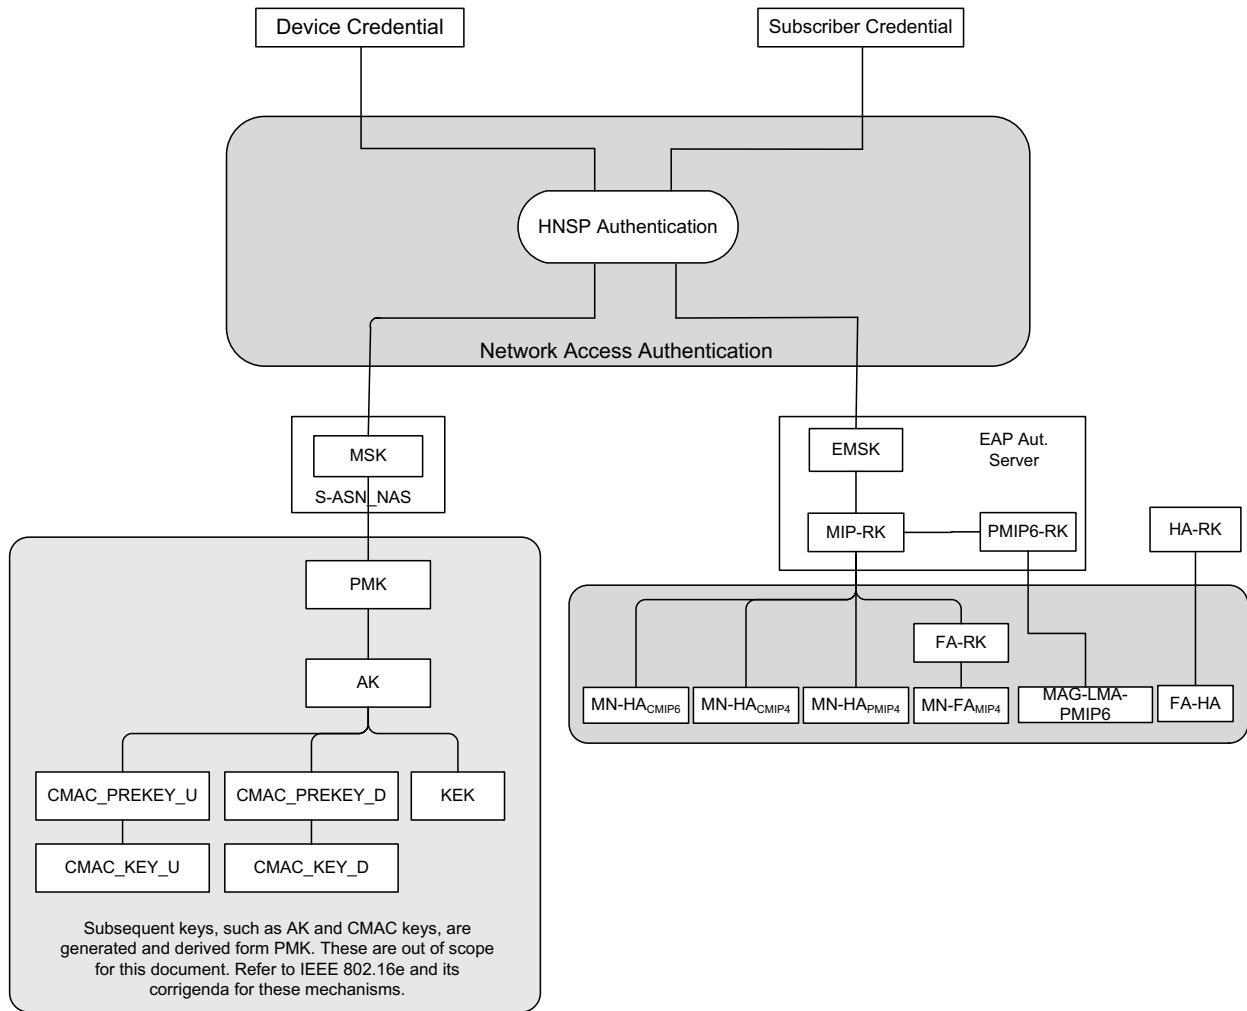 Device Credential
Subscriber Credential
HNSP Authentication
Network Access Authentication
MSK
S-ASN_NAS
EMSK
EAP Aut.
Server
MIP-RK
PMIP6-RK
HA-RK
PMK
AK
CMAC_PREKEY_U
CMAC_PREKEY_D
KEK
CMAC_KEY_U
CMAC_KEY_D
Subsequent keys, such as AK and CMAC keys, are
generated and derived form PMK. These are out of scope
for this document. Refer to IEEE 802.16e and its
corrigenda for these mechanisms.
FA-RK
MN-HACMIP6
MN-HACMIP4
MN-HAPMIP4
MN-FAMIP4
MAG-LMA-
PMIP6
FA-HA